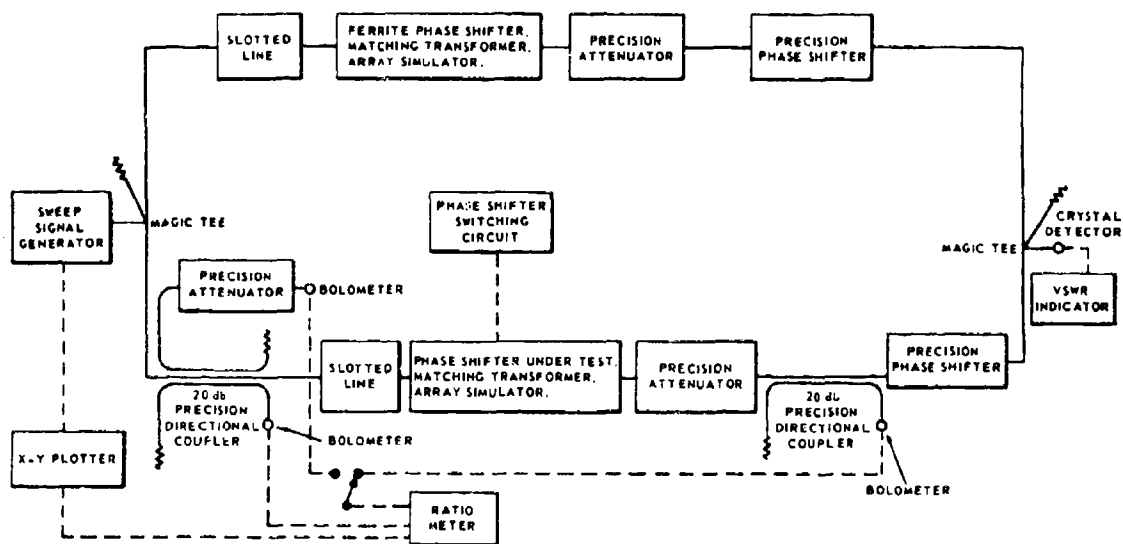 SLOTTED
LINE
FERRITE PHASE SHIFTER,
MATCHING TRANSFORMER,
ARRAY SIMULATOR.
PRECISION
ATTENUATOR
PRECISION
PHASE SHIFTER
SWEEP
SIGNAL
GENERATOR
MAGIC TEE
PHASE SHIFTER
SWITCHING
CIRCUIT
MAGIC TEE
CRYSTAL
DETECTOR
VSWR
INDICATOR
PRECISION
ATTENUATOR
BOLOMETER
SLOTTED
LINE
PHASE SHIFTER UNDER TEST,
MATCHING TRANSFORMER,
ARRAY SIMULATOR.
PRECISION
ATTENUATOR
PRECISION
PHASE SHIFTER
20 db
PRECISION
DIRECTIONAL
COUPLER
BOLOMETER
20 db
PRECISION
DIRECTIONAL
COUPLER
BOLOMETER
X-Y PLOTTER
RATIO
METER